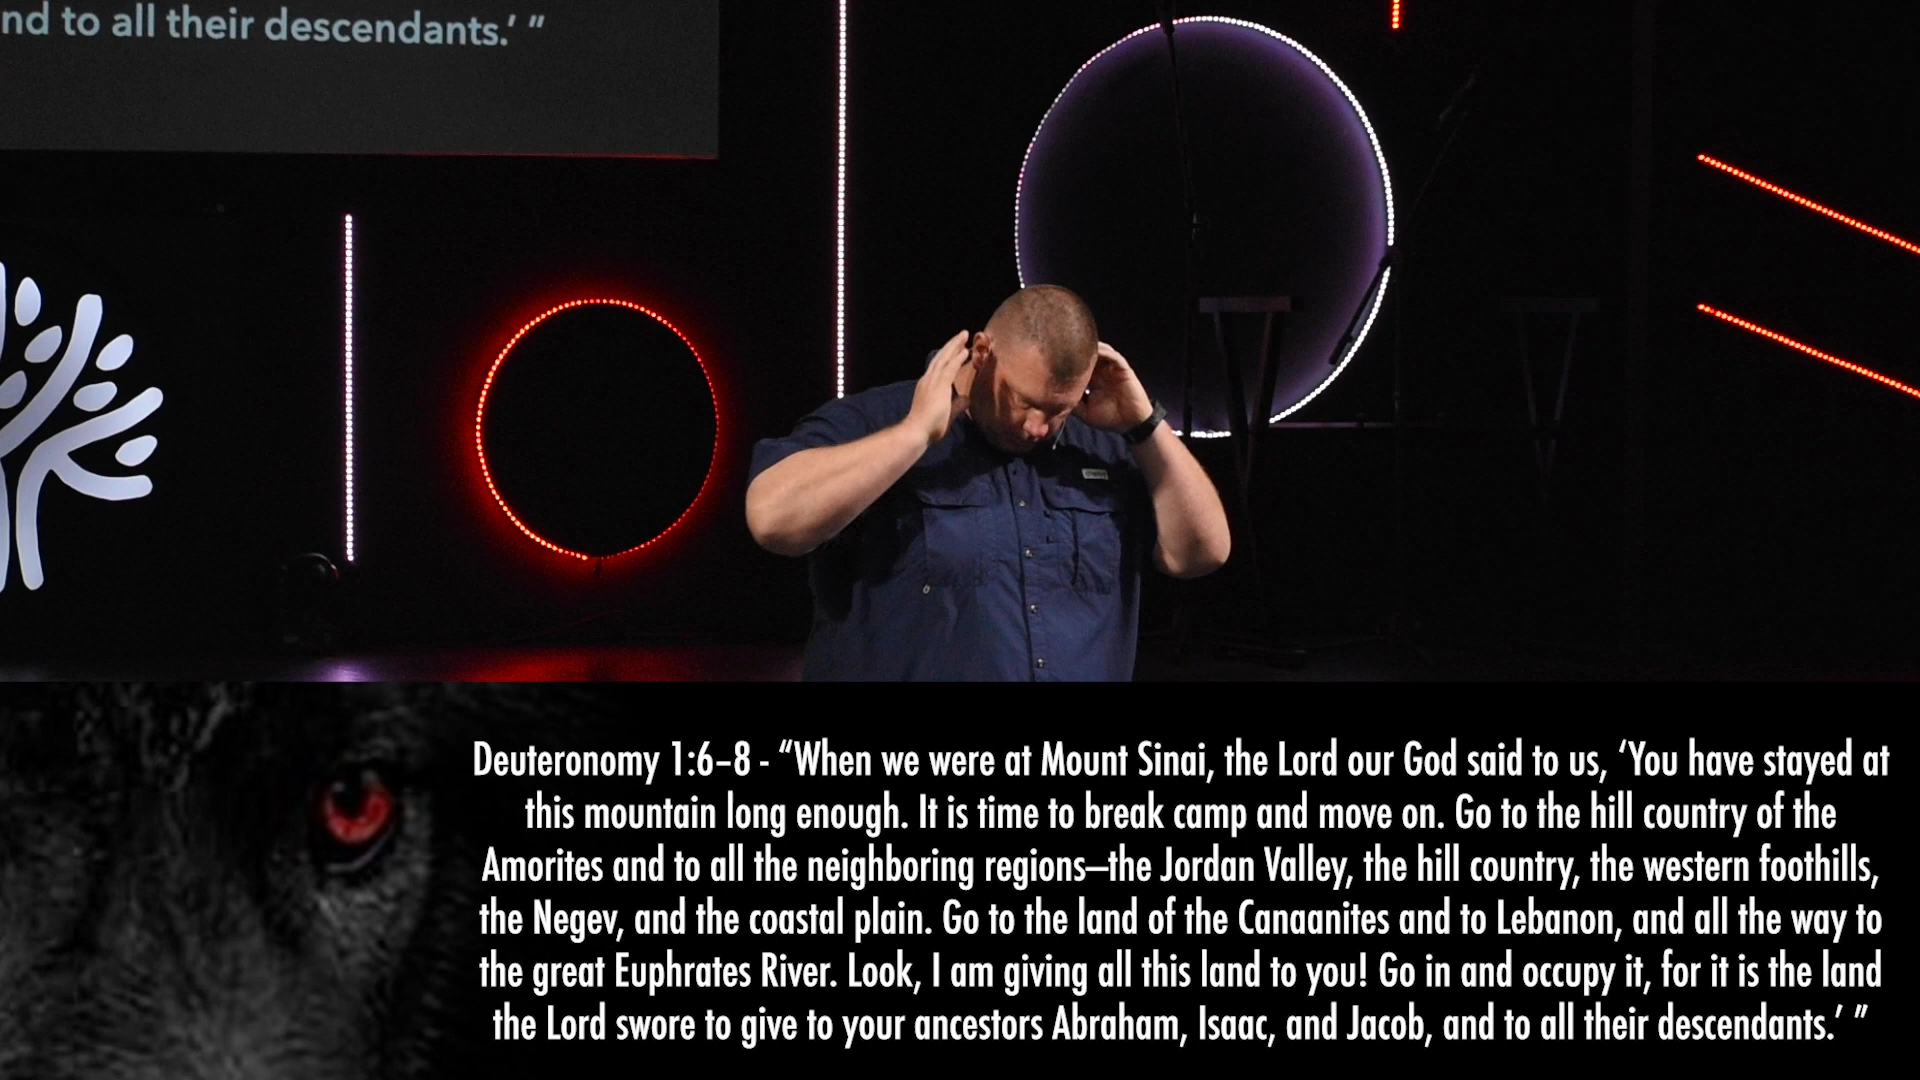 nd to all their descendants.’ ”
Deuteronomy 1:6–8 - “When we were at Mount Sinai, the Lord our God said to us, ‘You have stayed at
this mountain long enough. It is time to break camp and move on. Go to the hill country of the
Amorites and to all the neighboring regions—the Jordan Valley, the hill country, the western foothills,
the Negev, and the coastal plain. Go to the land of the Canaanites and to Lebanon, and all the way to
the great Euphrates River. Look, I am giving all this land to you! Go in and occupy it, for it is the land
the Lord swore to give to your ancestors Abraham, Isaac, and Jacob, and to all their descendants.’ ”